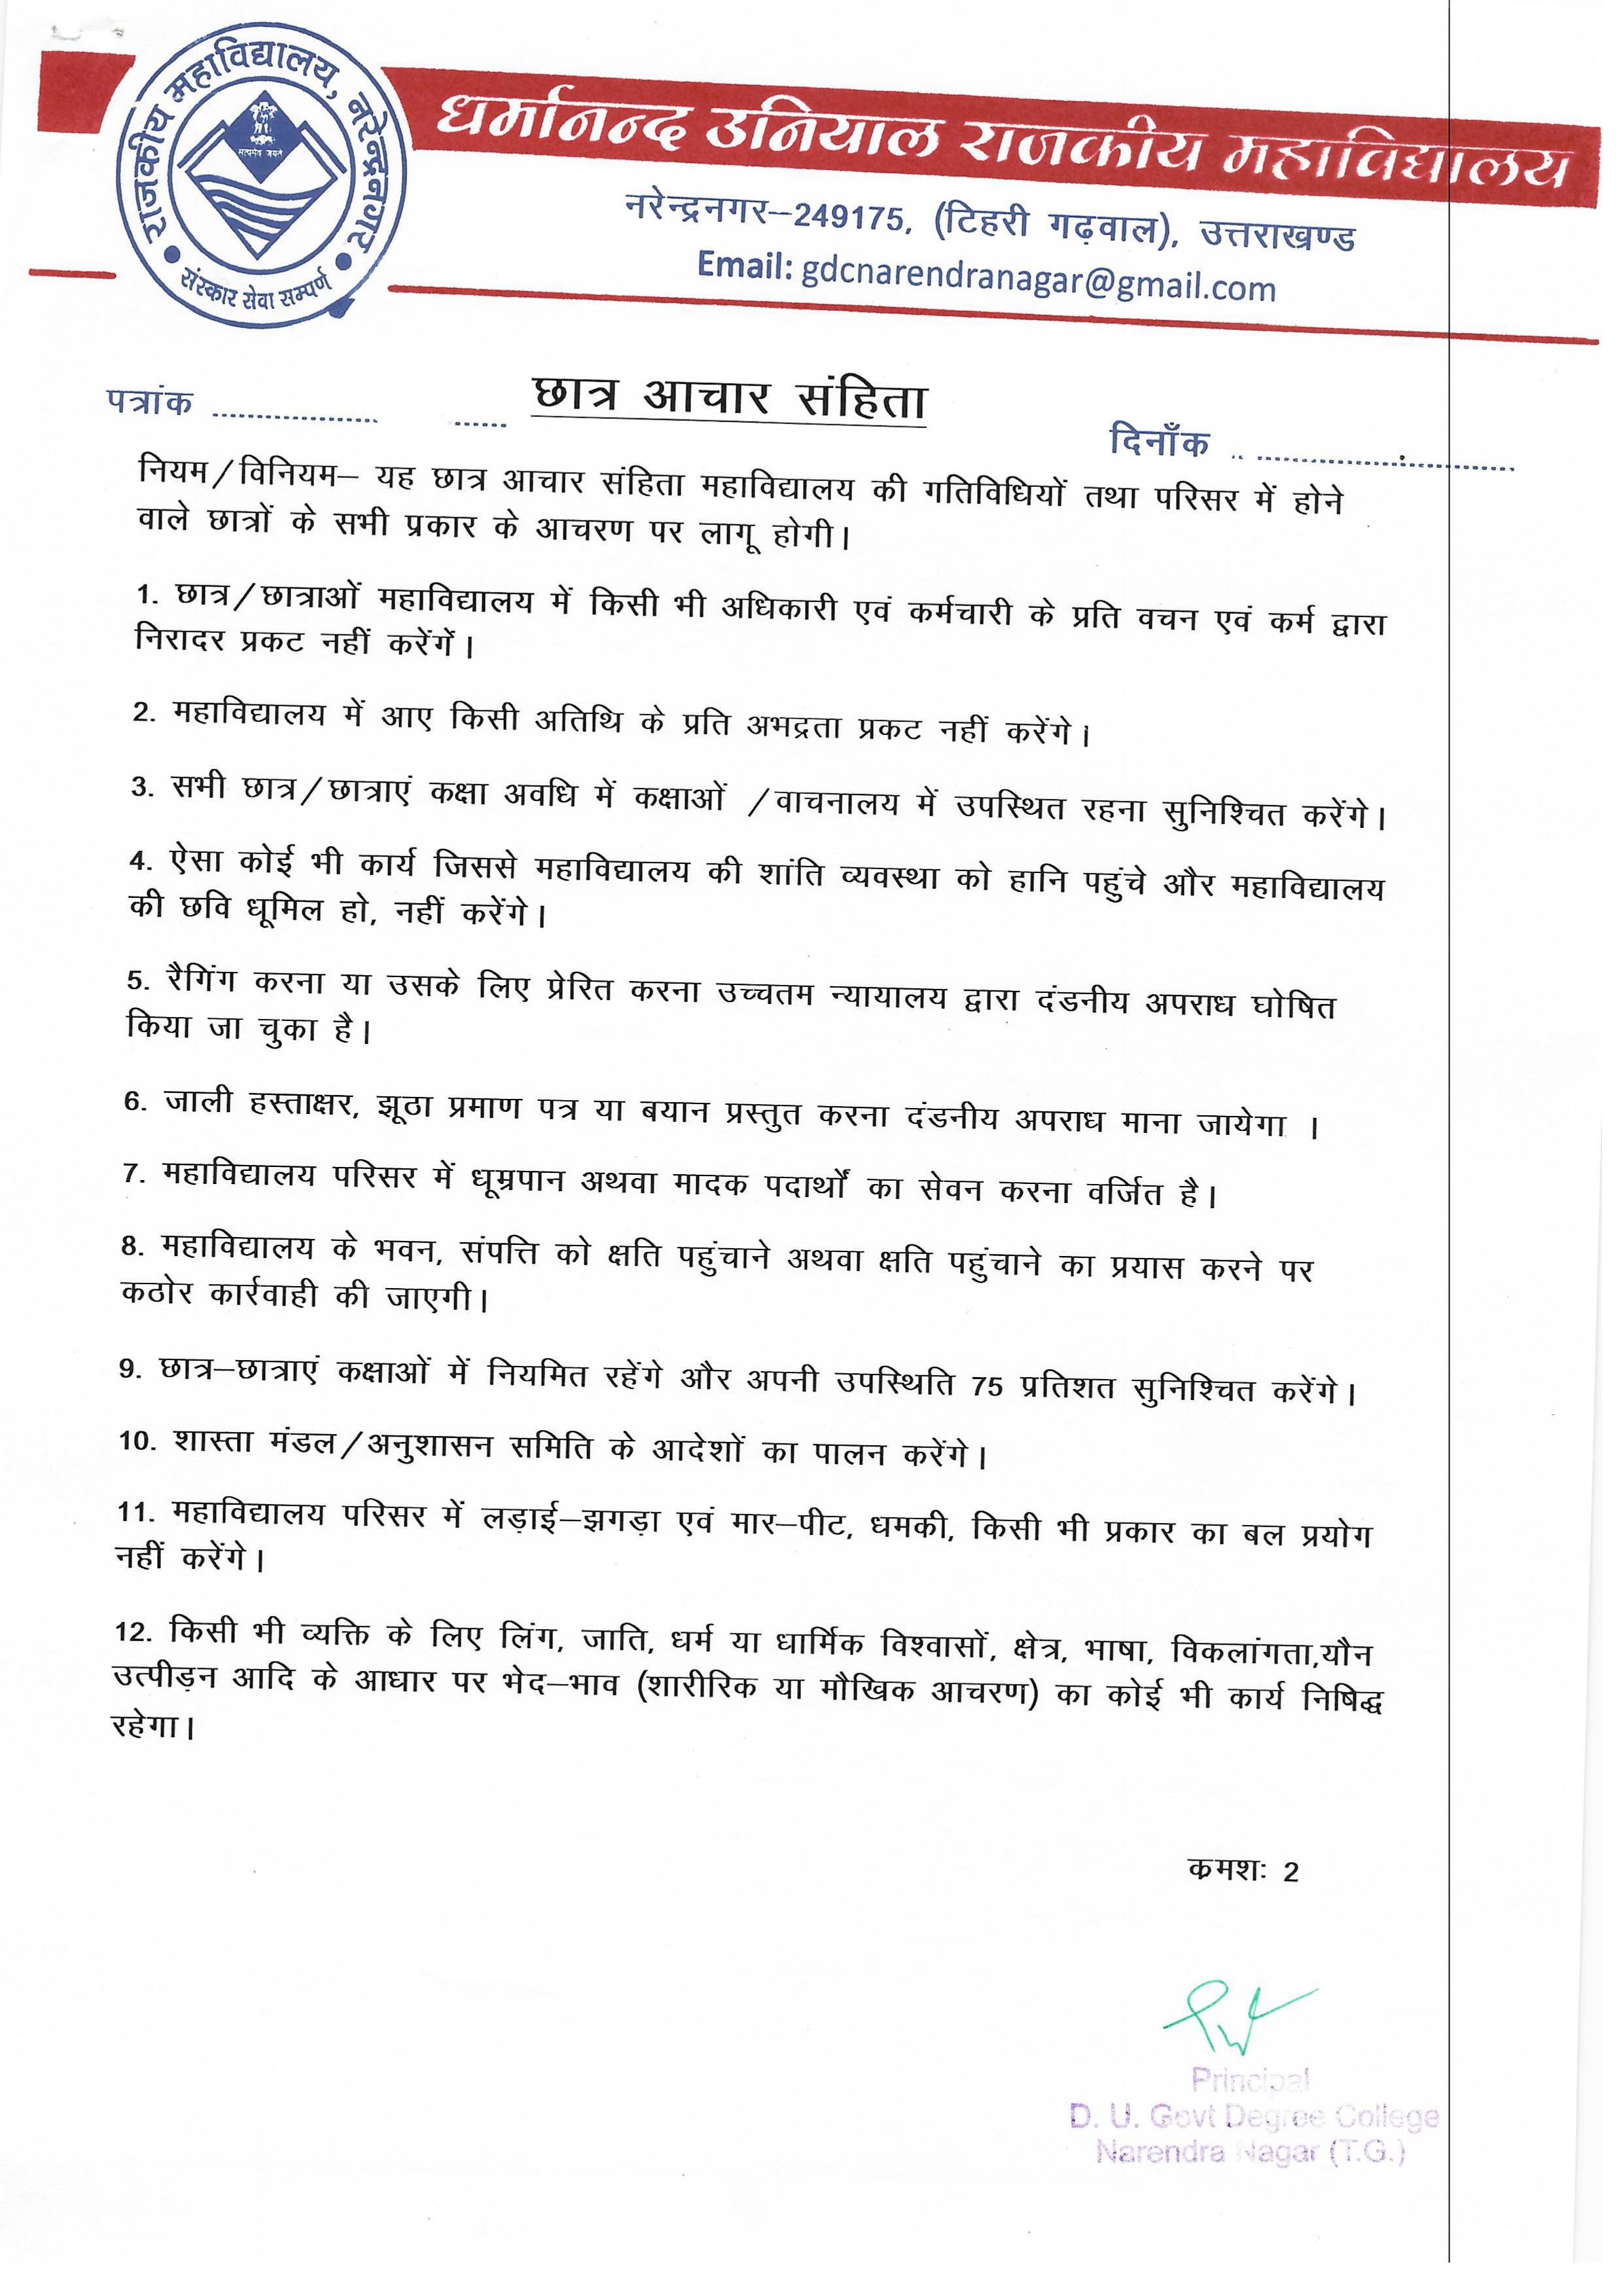 राजकीय महाविद्यालय, नरेन्द्रनगर
सत्यमेव जयते
संस्कार सेवा सम्पर्ण
धर्मानन्द उनियाल राजकीय महाविद्यालय
नरेन्द्रनगर–249175, (टिहरी गढ़वाल), उत्तराखण्ड
Email: gdcnarendranagar@gmail.com
पत्रांक
छात्र आचार संहिता
दिनाँक
नियम/विनियम– यह छात्र आचार संहिता महाविद्यालय की गतिविधियों तथा परिसर में होने
वाले छात्रों के सभी प्रकार के आचरण पर लागू होगी।
1. छात्र/छात्राओं महाविद्यालय में किसी भी अधिकारी एवं कर्मचारी के प्रति वचन एवं कर्म द्वारा
निरादर प्रकट नहीं करेंगें।
2. महाविद्यालय में आए किसी अतिथि के प्रति अभद्रता प्रकट नहीं करेंगे।
3. सभी छात्र/छात्राएं कक्षा अवधि में कक्षाओं /वाचनालय में उपस्थित रहना सुनिश्चित करेंगे।
4. ऐसा कोई भी कार्य जिससे महाविद्यालय की शांति व्यवस्था को हानि पहुंचे और महाविद्यालय
की छवि धूमिल हो, नहीं करेंगे।
5. रैगिंग करना या उसके लिए प्रेरित करना उच्चतम न्यायालय द्वारा दंडनीय अपराध घोषित
किया जा चुका है।
6. जाली हस्ताक्षर, झूठा प्रमाण पत्र या बयान प्रस्तुत करना दंडनीय अपराध माना जायेगा ।
7. महाविद्यालय परिसर में धूम्रपान अथवा मादक पदार्थों का सेवन करना वर्जित है।
8. महाविद्यालय के भवन, संपत्ति को क्षति पहुंचाने अथवा क्षति पहुंचाने का प्रयास करने पर
कठोर कार्रवाही की जाएगी।
9. छात्र–छात्राएं कक्षाओं में नियमित रहेंगे और अपनी उपस्थिति 75 प्रतिशत सुनिश्चित करेंगे।
10. शास्ता मंडल/अनुशासन समिति के आदेशों का पालन करेंगे।
11. महाविद्यालय परिसर में लड़ाई–झगड़ा एवं मार–पीट, धमकी, किसी भी प्रकार का बल प्रयोग
नहीं करेंगे।
12. किसी भी व्यक्ति के लिए लिंग, जाति, धर्म या धार्मिक विश्वासों, क्षेत्र, भाषा, विकलांगता,यौन
उत्पीड़न आदि के आधार पर भेद–भाव (शारीरिक या मौखिक आचरण) का कोई भी कार्य निषिद्ध
रहेगा।
क्रमशः 2
Principal
D. U. Govt Degree College
Narendra Nagar (T.G.)